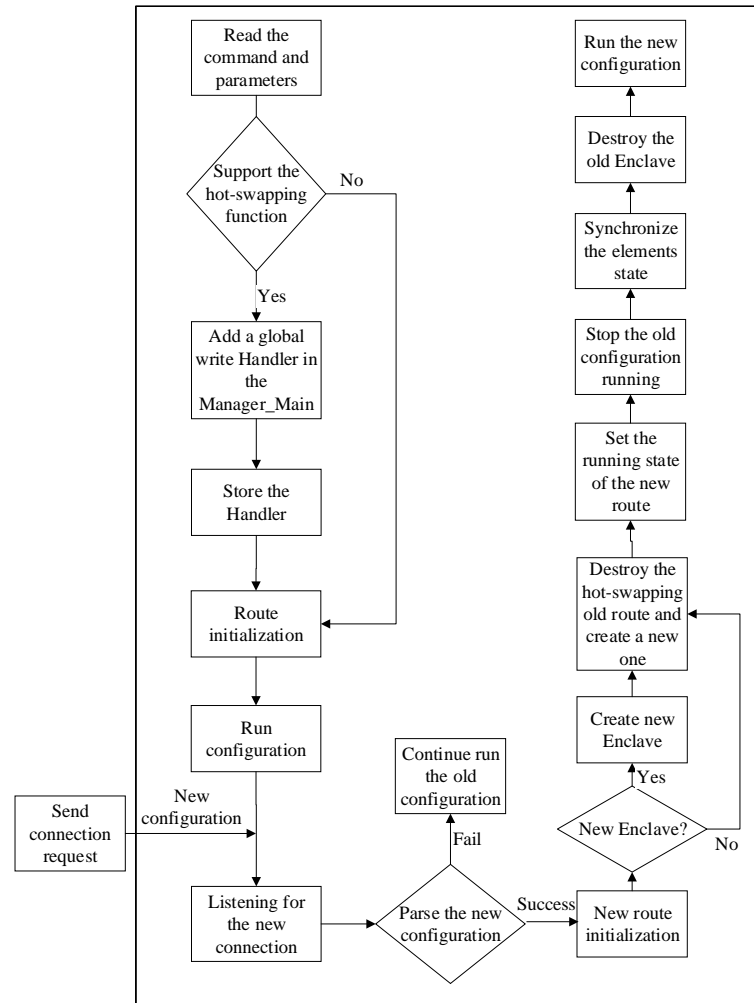 Read the
command and
parameters
Support the
hot-swapping
function
No
Yes
Add a global
write Handler in
the
Manager_Main
Store the
Handler
Route
initialization
Run
configuration
Send
connection
request
New
configuration
Listening for
the new
connection
Parse the new
configuration
Fail
Continue run
the old
configuration
Success
New route
initialization
New Enclave?
No
Yes
Create new
Enclave
Destroy the
hot-swapping
old route and
create a new
one
Set the
running state
of the new
route
Stop the old
configuration
running
Synchronize
the elements
state
Destroy the
old Enclave
Run the new
configuration